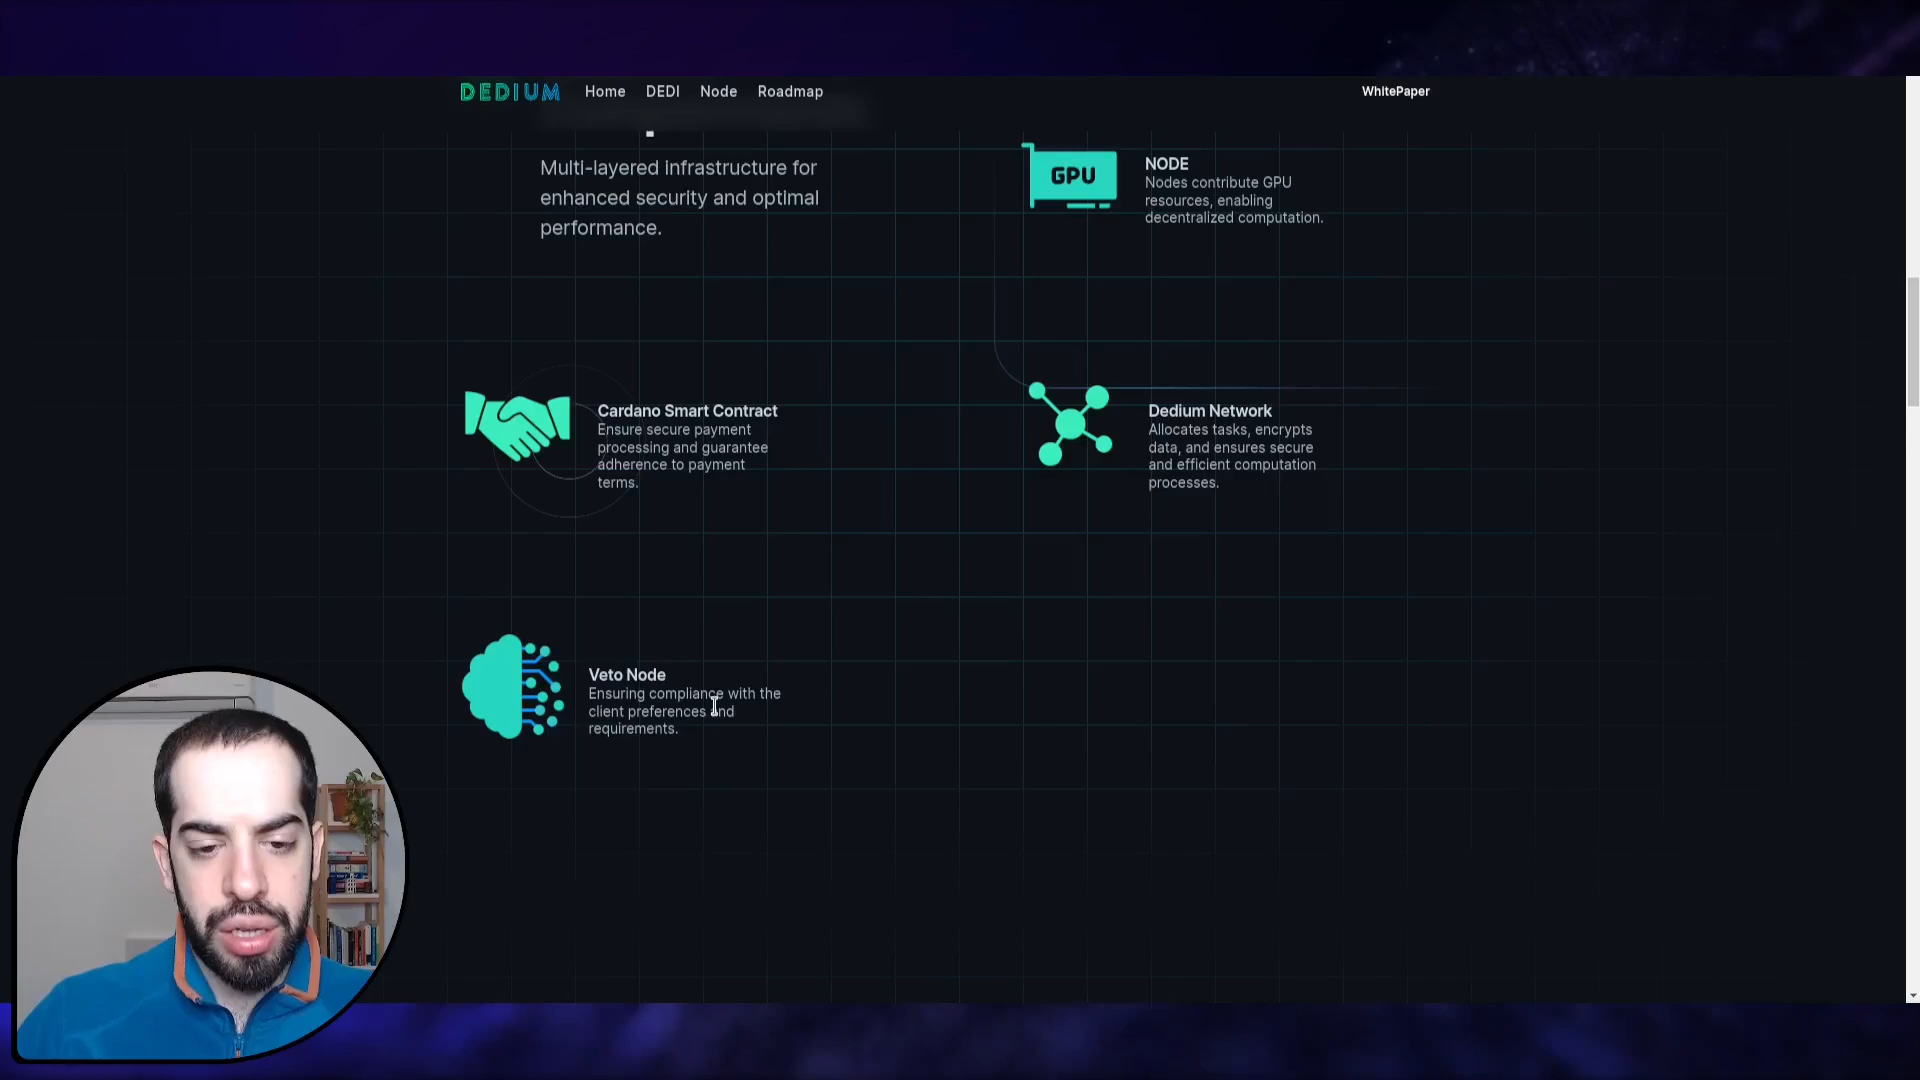 DEDIUM Home DEDI Node Roadmap WhitePaper
Multi-layered infrastructure for
enhanced security and optimal
performance.
GPU
NODE
Nodes contribute GPU
resources, enabling
decentralized computation.
Cardano Smart Contract
Ensure secure payment
processing and guarantee
adherence to payment
terms.
Dedium Network
Allocates tasks, encrypts
data, and ensures secure
and efficient computation
processes.
Veto Node
Ensuring compliance with the
client preferences and
requirements.